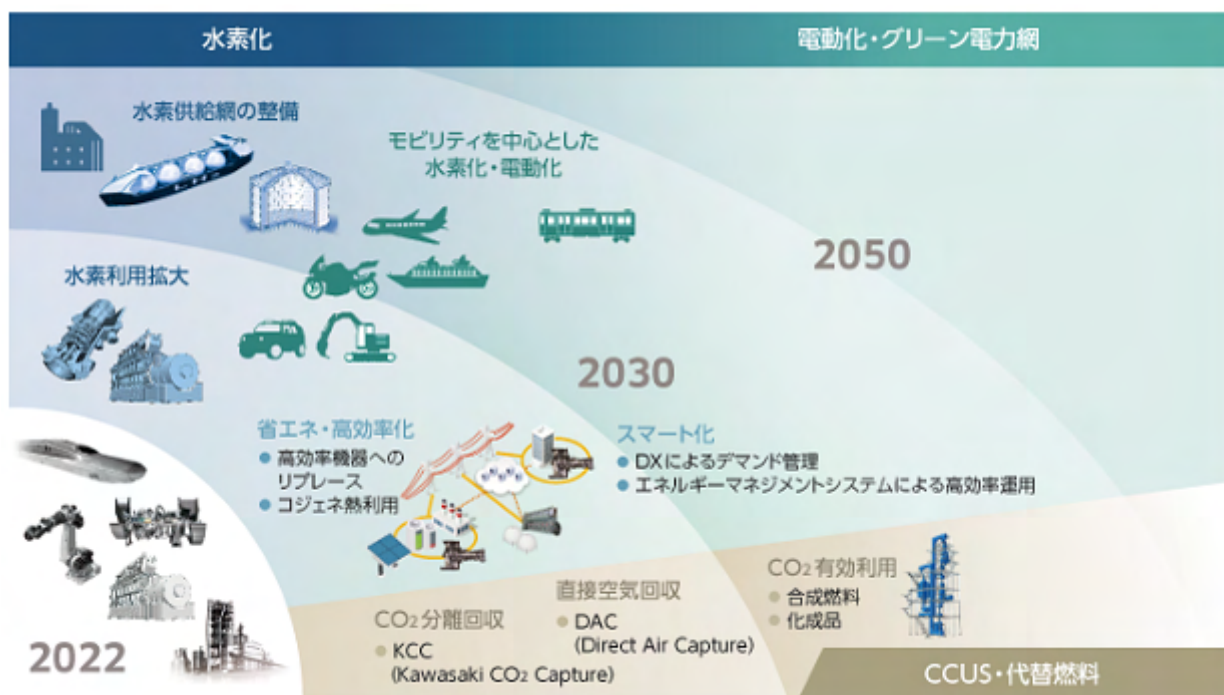 水素化
電動化・グリーン電力網
水素供給網の整備
モビリティを中心とした
水素化・電動化
2050
水素利用拡大
2030
省エネ・高効率化
● 高効率機器への
リプレース
● コジェネ熱利用
スマート化
● DXによるデマンド管理
● エネルギーマネジメントシステムによる高効率運用
CO₂分離回収
● KCC
(Kawasaki CO₂ Capture)
直接空気回収
● DAC
(Direct Air Capture)
CO₂有効利用
● 合成燃料
● 化成品
2022
CCUS・代替燃料